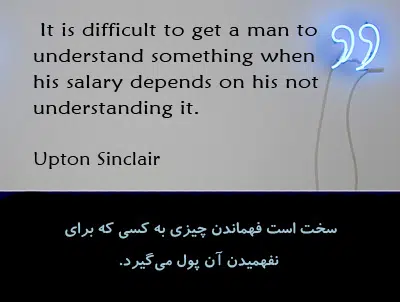 It is difficult to get a man to
understand something when
his salary depends on his not
understanding it.
Upton Sinclair
سخت است فهماندن چیزی به کسی که برای
نفهمیدن آن پول می‌گیرد.